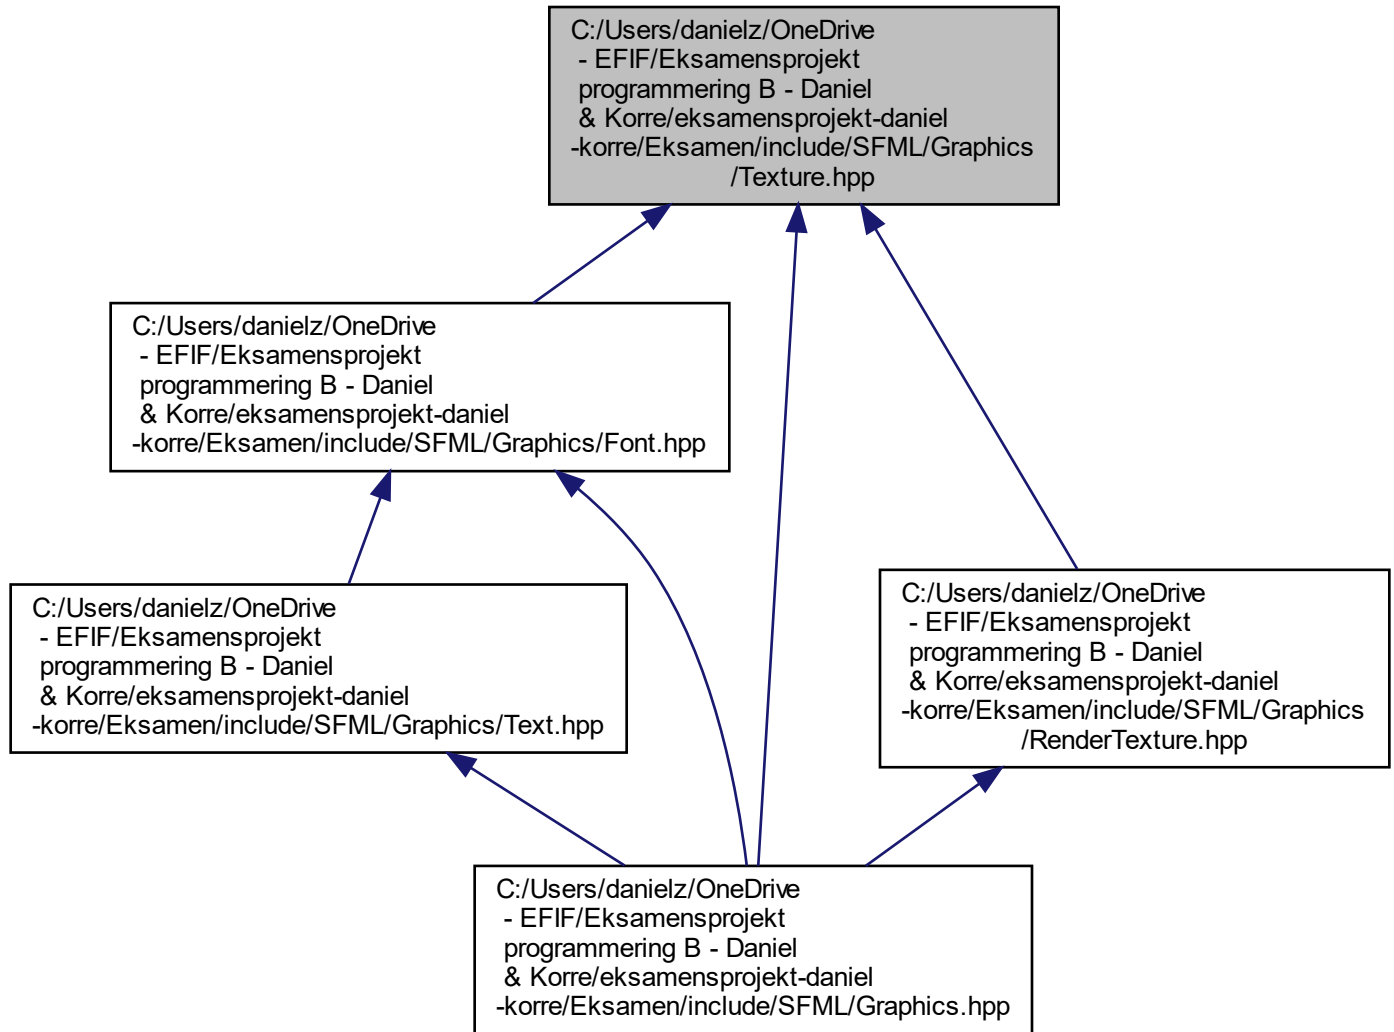 C:/Users/danielz/OneDrive
- EFIF/Eksamensprojekt
programmering B - Daniel
& Korre/eksamensprojekt-daniel
-korre/Eksamen/include/SFML/Graphics
/Texture.hpp
C:/Users/danielz/OneDrive
- EFIF/Eksamensprojekt
programmering B - Daniel
& Korre/eksamensprojekt-daniel
-korre/Eksamen/include/SFML/Graphics/Font.hpp
C:/Users/danielz/OneDrive
- EFIF/Eksamensprojekt
programmering B - Daniel
& Korre/eksamensprojekt-daniel
-korre/Eksamen/include/SFML/Graphics/Text.hpp
C:/Users/danielz/OneDrive
- EFIF/Eksamensprojekt
programmering B - Daniel
& Korre/eksamensprojekt-daniel
-korre/Eksamen/include/SFML/Graphics
/RenderTexture.hpp
C:/Users/danielz/OneDrive
- EFIF/Eksamensprojekt
programmering B - Daniel
& Korre/eksamensprojekt-daniel
-korre/Eksamen/include/SFML/Graphics.hpp